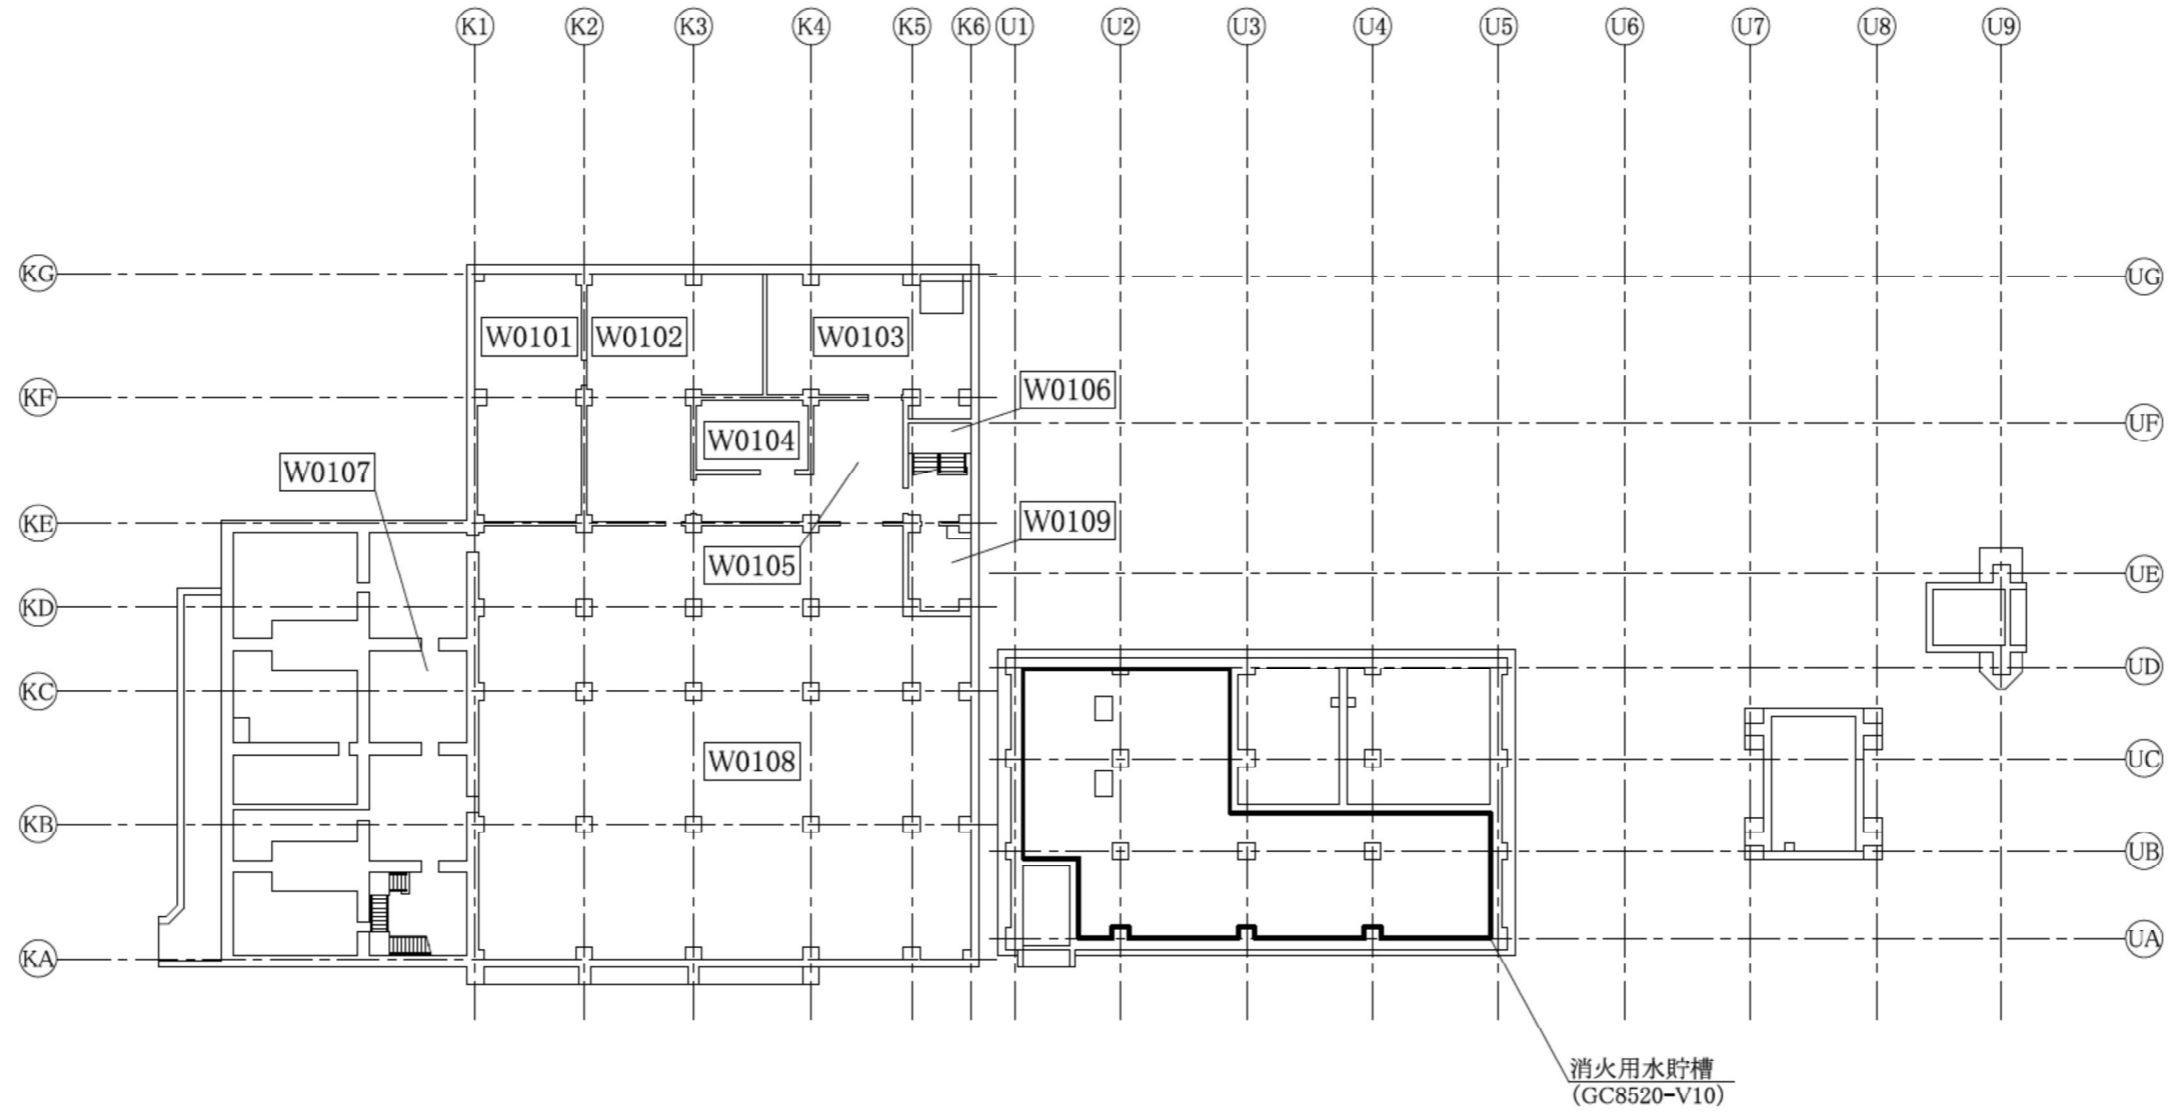 K1 K2 K3 K4 K5 K6 U1 U2 U3 U4 U5 U6 U7 U8 U9
KG UG
W0101 W0102 W0103
W0106
KF UF
W0104
W0107
W0109
KE
W0105 UE
KD
UD
KC
W0108 UC
KB
UB
KA UA
消火用水貯槽
(GC8520-V10)